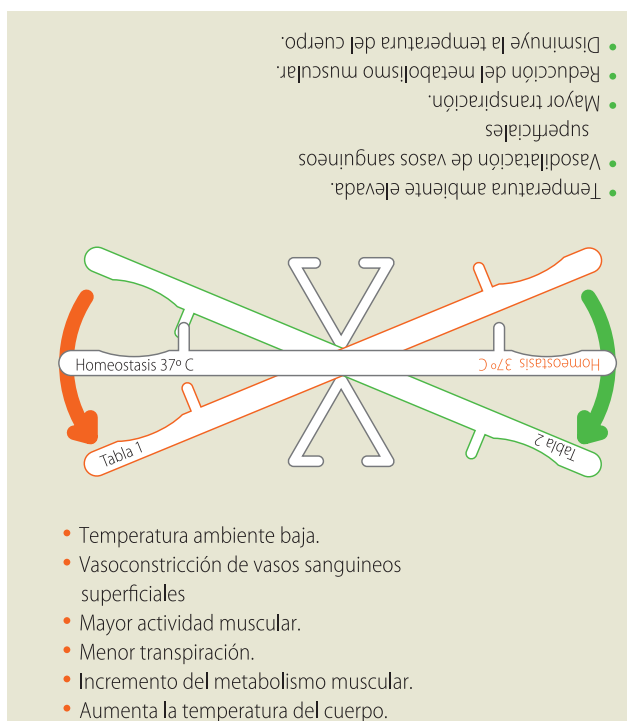 • Temperatura ambiente elevada.
• Vasodilatación de vasos sanguineos
superficiales
• Mayor transpiración.
• Reducción del metabolismo muscular.
• Disminuye la temperatura del cuerpo.
Homeostasis 37º C
Homeostasis 37º C
Tabla 1
Tabla 2
• Temperatura ambiente baja.
• Vasoconstricción de vasos sanguineos
superficiales
• Mayor actividad muscular.
• Menor transpiración.
• Incremento del metabolismo muscular.
• Aumenta la temperatura del cuerpo.